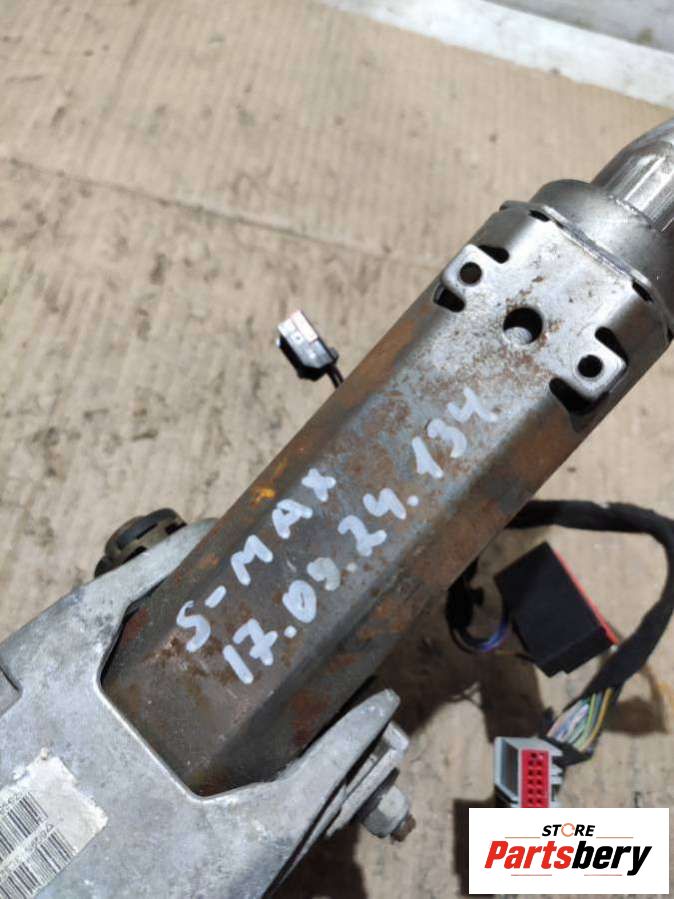 S-MAX
17.09.24.134
STORE
Partsbery